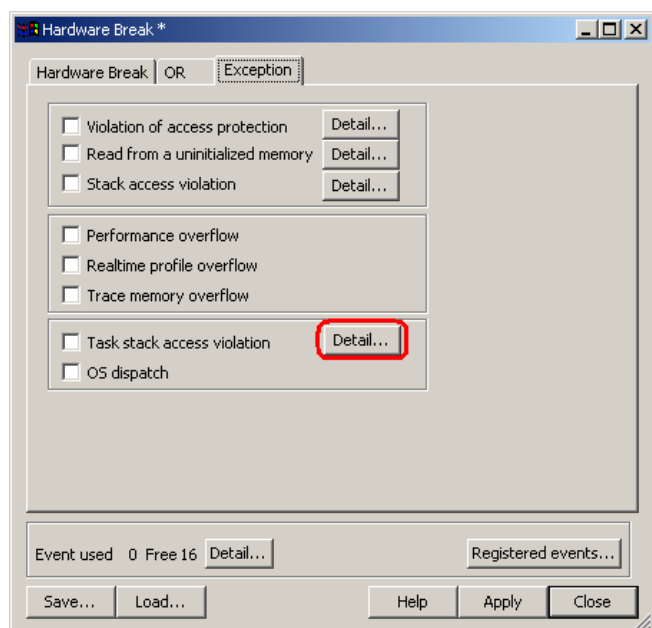 Hardware Break *
Hardware Break OR Exception
Violation of access protection Detail...
Read from a uninitialized memory Detail...
Stack access violation Detail...
Performance overflow
Realtime profile overflow
Trace memory overflow
Task stack access violation Detail...
OS dispatch
Event used 0 Free 16 Detail... Registered events...
Save... Load... Help Apply Close